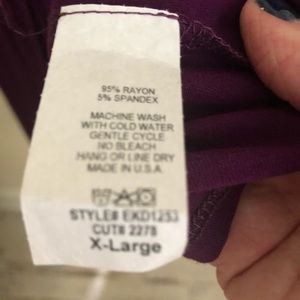 95% RAYON
5% SPANDEX
MACHINE WASH
WITH COLD WATER
GENTLE CYCLE
NO BLEACH
HANG OR LINE DRY
MADE IN U.S.A
STYLE# EKD1253
CUT# 2278
X-Large